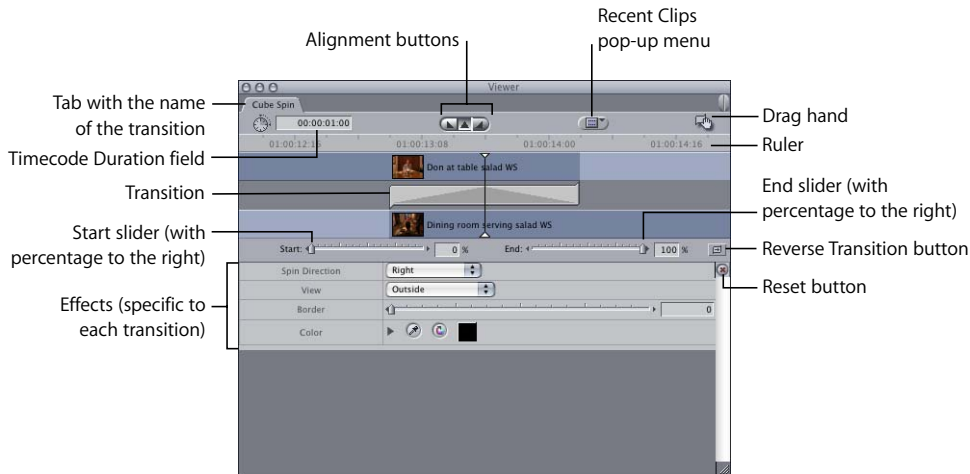 Recent Clips
pop-up menu
Alignment buttons
Viewer
Tab with the name
of the transition
Cube Spin
Drag hand
00:00:01:00
Timecode Duration field
Ruler
01:00:12:16
01:00:13:08
01:00:14:00
01:00:14:16
Don at table salad WS
Transition
End slider (with
percentage to the right)
Dining room serving salad WS
Start slider (with
percentage to the right)
Start:
0 %
End:
100 %
Reverse Transition button
Spin Direction
Right
Reset button
View
Outside
Effects (specific to
each transition)
Border
0
Color